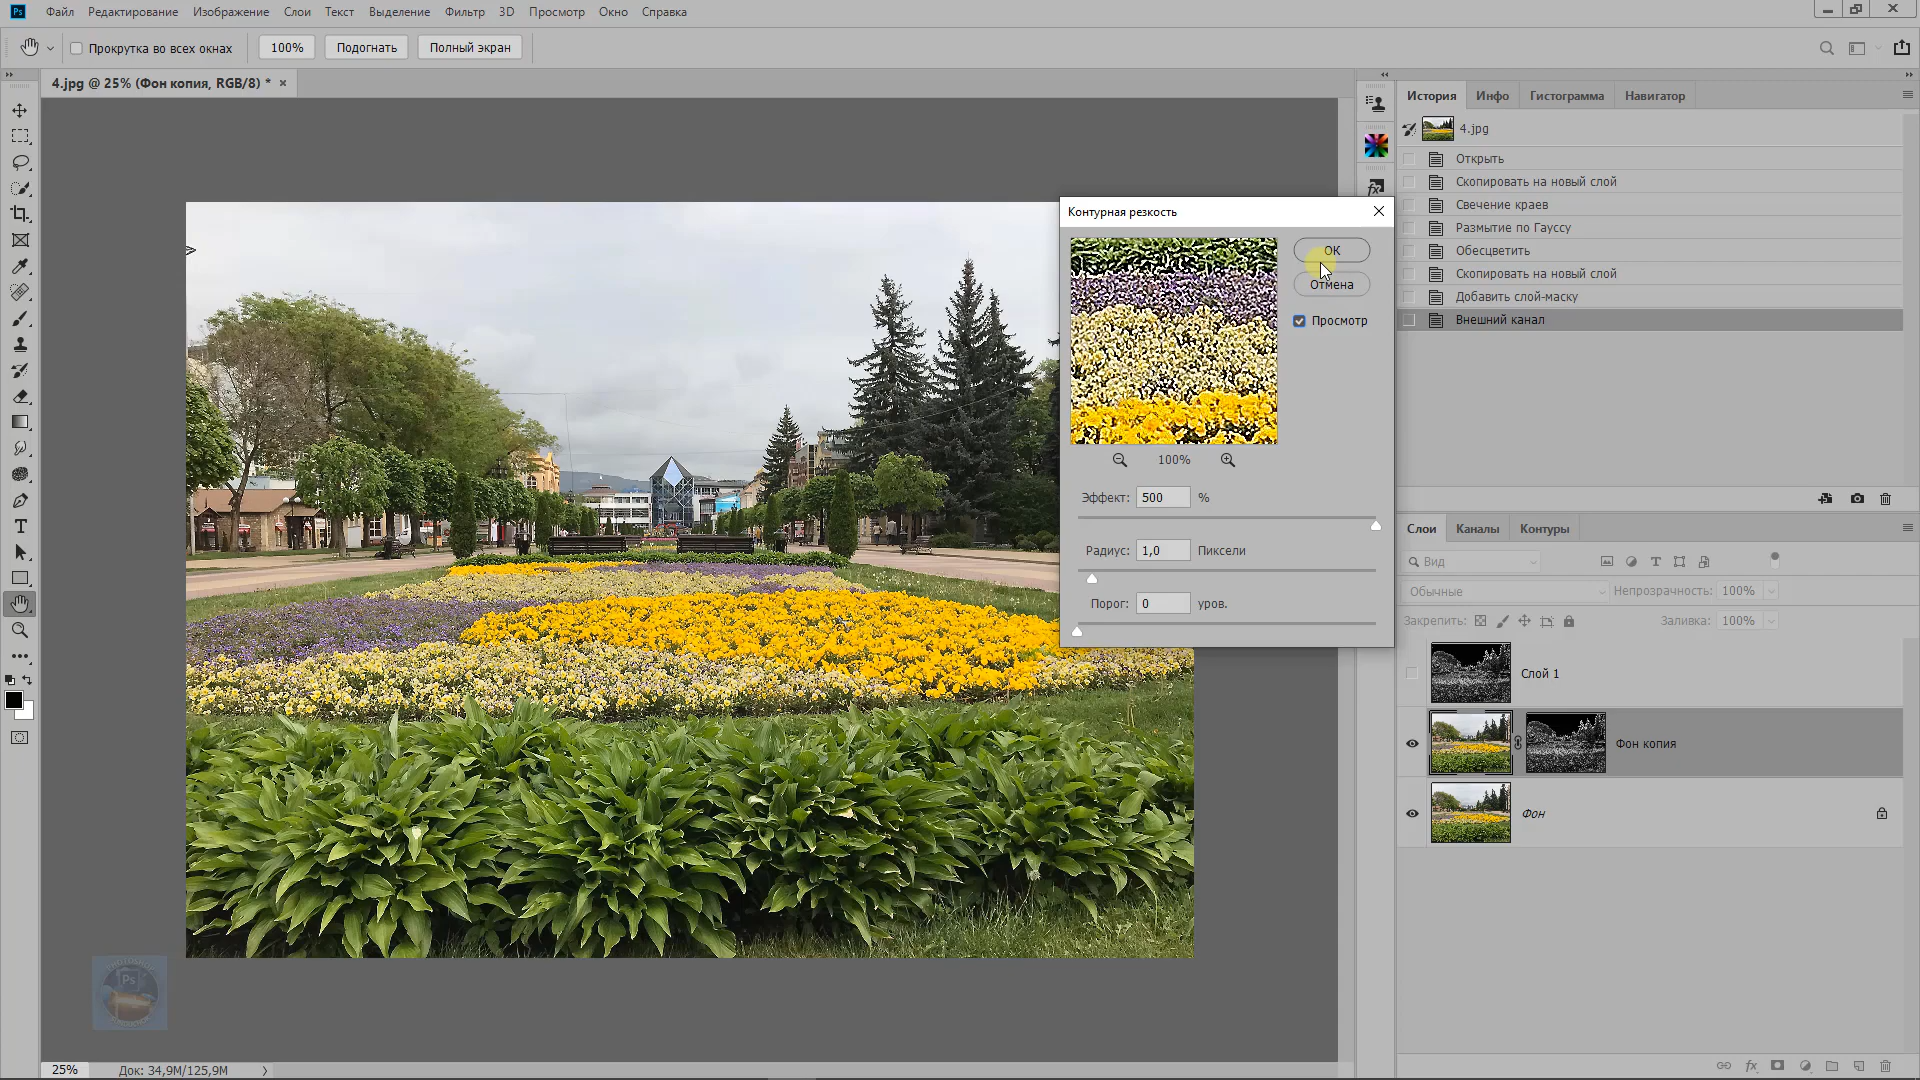 Ps Файл Редактирование Изображение Слои Текст Выделение Фильтр 3D Просмотр Окно Справка
Прокрутка во всех окнах 100% Подогнать Полный экран
4.jpg @ 25% (Фон копия, RGB/8) * ×
История Инфо Гистограмма Навигатор
4.jpg
Открыть
Скопировать на новый слой
Свечение краев
Размытие по Гауссу
Обесцветить
Скопировать на новый слой
Добавить слой-маску
Внешний канал
Контурная резкость
ОК
Отмена
Просмотр
100%
Эффект: 500 %
Радиус: 1,0 Пиксели
Порог: 0 уров.
Слои Каналы Контуры
Вид
Обычные Непрозрачность: 100%
Закрепить: Заливка: 100%
Слой 1
Фон копия
Фон
Ps
25% Док: 34,9M/125,9M